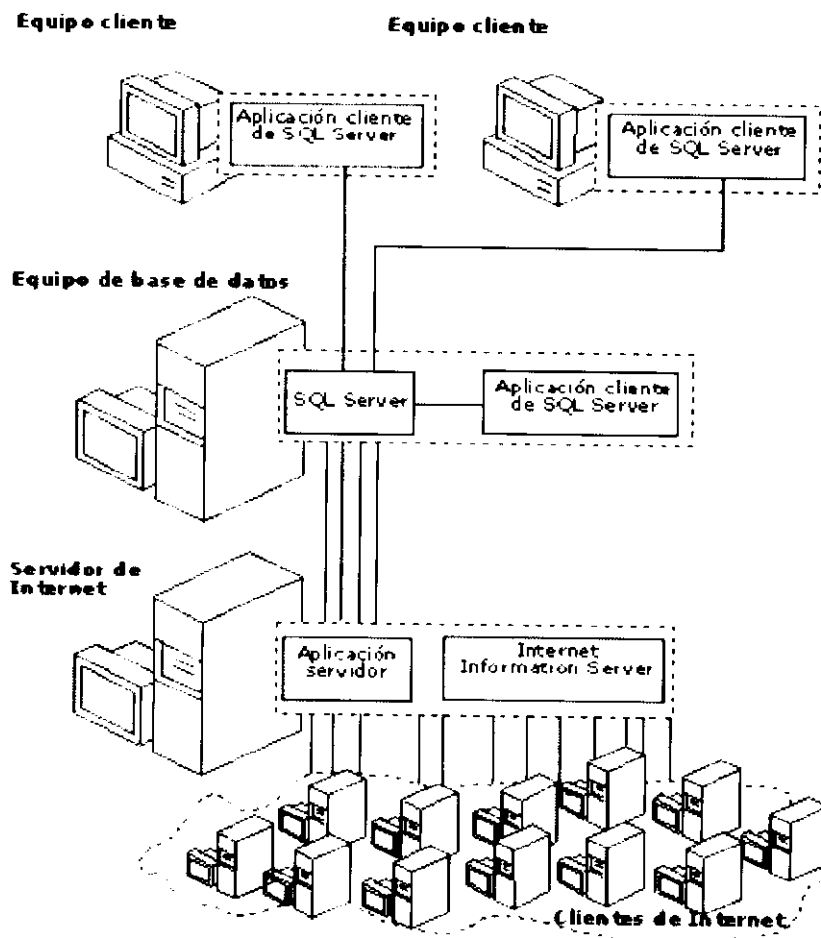 Equipo cliente
Equipo cliente
Aplicación cliente
de SQL Server
Aplicación cliente
de SQL Server
Equipo de base de datos
SQL Server
Aplicación cliente
de SQL Server
Servidor de
Internet
Aplicación
servidor
Internet
Information Server
Clientes de Internet